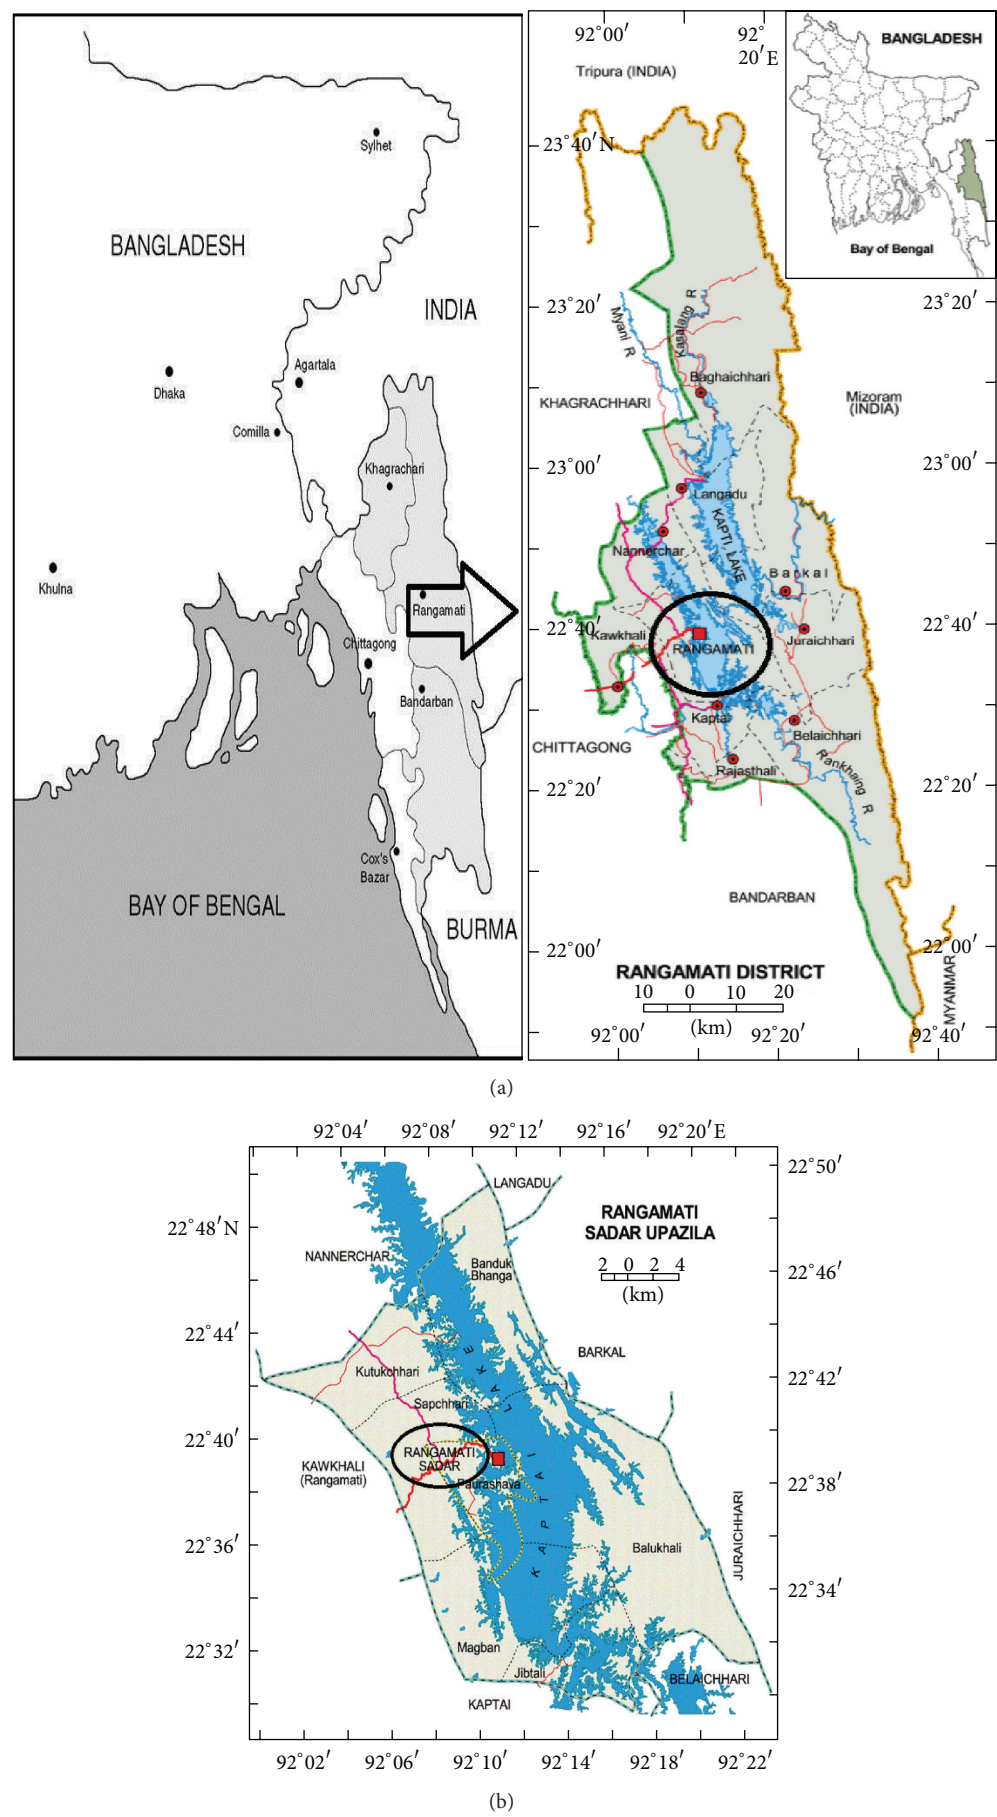 Sylhet
BANGLADESH
INDIA
Agartala
Dhaka
Comilla
Khagrachari
Khulna
Rangamati
Chittagong
Bandarban
Cox's
Bazar
BAY OF BENGAL
BURMA
92°00′
92°
20′E
Tripura (INDIA)
BANGLADESH
Bay of Bengal
23°40′N
23°20′
23°20′
Myani R
Kasalang R
Baghaichhari
KHAGRACHHARI
Mizoram
(INDIA)
23°00′
23°00′
Langadu
KAPTI LAKE
Nannerchar
Barkal
22°40′
22°40′
Kawkhali
RANGAMATI
Juraichhari
Kaptai
Belaichhari
CHITTAGONG
Rajasthali
Rankhaing R
22°20′
22°20′
BANDARBAN
22°00′
22°00′
MYANMAR
RANGAMATI DISTRICT
10 0 10 20
(km)
92°00′ 92°20′ 92°40′
(a)
92°04′ 92°08′ 92°12′ 92°16′ 92°20′E
22°50′
LANGADU
RANGAMATI
SADAR UPAZILA
22°48′N
NANNERCHAR
Banduk
Bhanga
2 0 2 4
(km)
22°46′
22°44′
BARKAL
Kutukchhari
22°42′
Sapchhari
KAPTAI LAKE
22°40′
RANGAMATI
SADAR
KAWKHALI
(Rangamati)
Paurashava
22°38′
22°36′
Balukhali
JURAICHHARI
22°34′
22°32′
Magban
Jibtali
BELAICHHARI
KAPTAI
92°02′ 92°06′ 92°10′ 92°14′ 92°18′ 92°22′
(b)